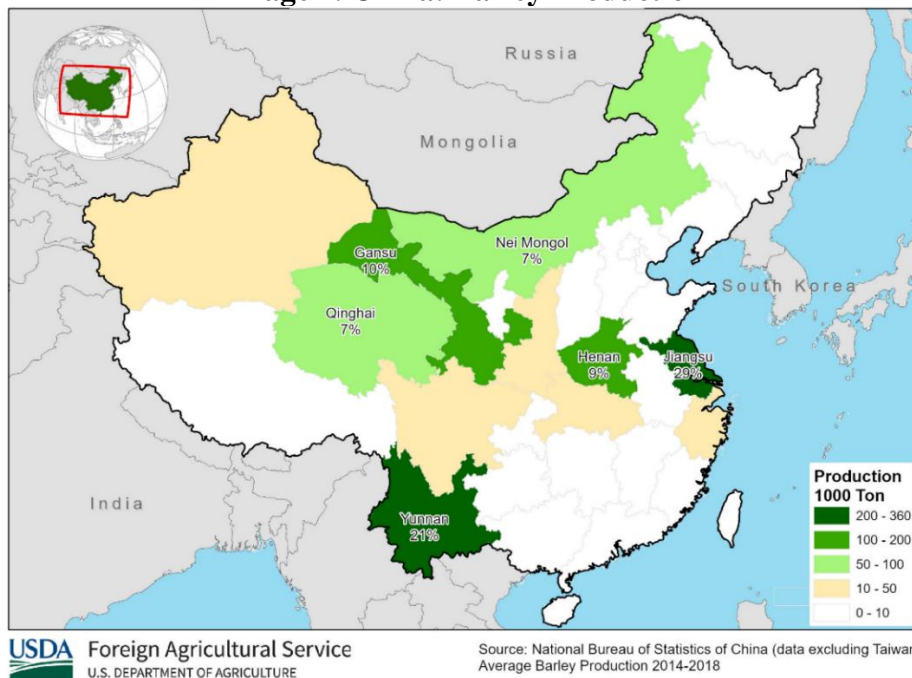 Russia
Mongolia
Nei Mongol
7%
Gansu
10%
Qinghai
7%
South Korea
Henan
9%
Jiangsu
29%
India
Yunnan
21%
Production
1000 Ton
200 - 360
100 - 200
50 - 100
10 - 50
0 - 10
USDA
Foreign Agricultural Service
U.S. DEPARTMENT OF AGRICULTURE
Source: National Bureau of Statistics of China (data excluding Taiwan
Average Barley Production 2014-2018